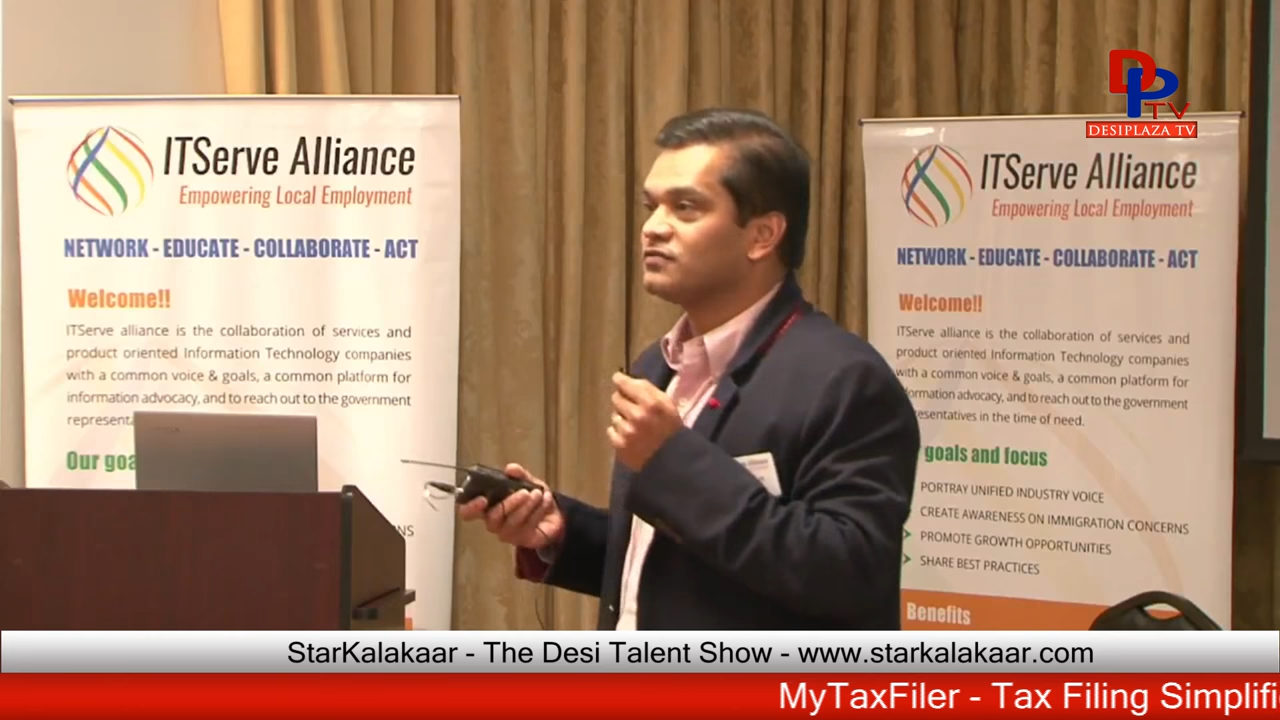 ITServe Alliance
Empowering Local Employment
NETWORK - EDUCATE - COLLABORATE - ACT
Welcome!!
ITServe alliance is the collaboration of services and
product oriented Information Technology companies
with a common voice & goals, a common platform for
information advocacy, and to reach out to the government
Our
NS
DPTV
DESIPLAZA TV
ITServe Alliance
Empowering Local Employment
NETWORK - EDUCATE - COLLABORATE - ACT
Welcome!!
ITServe alliance is the collaboration of services and
product oriented Information Technology companies
with a common voice & goals, a common platform for
formation advocacy, and to reach out to the government
esentatives in the time of need.
goals and focus
PORTRAY UNIFIED INDUSTRY VOICE
CREATE AWARENESS ON IMMIGRATION CONCERNS
PROMOTE GROWTH OPPORTUNITIES
SHARE BEST PRACTICES
Benefits
StarKalakaar - The Desi Talent Show - www.starkalakaar.com
MyTaxFiler - Tax Filing Simplifi